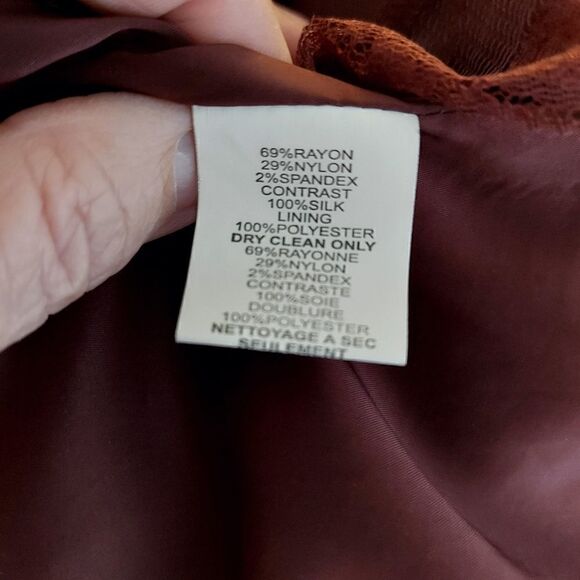 69%RAYON
29%NYLON
2%SPANDEX
CONTRAST
100%SILK
LINING
100%POLYESTER
DRY CLEAN ONLY
69%RAYONNE
29%NYLON
2%SPANDEX
CONTRASTE
100%SOIE
DOUBLURE
100%POLYESTER
NETTOYAGE A SEC
SEULEMENT